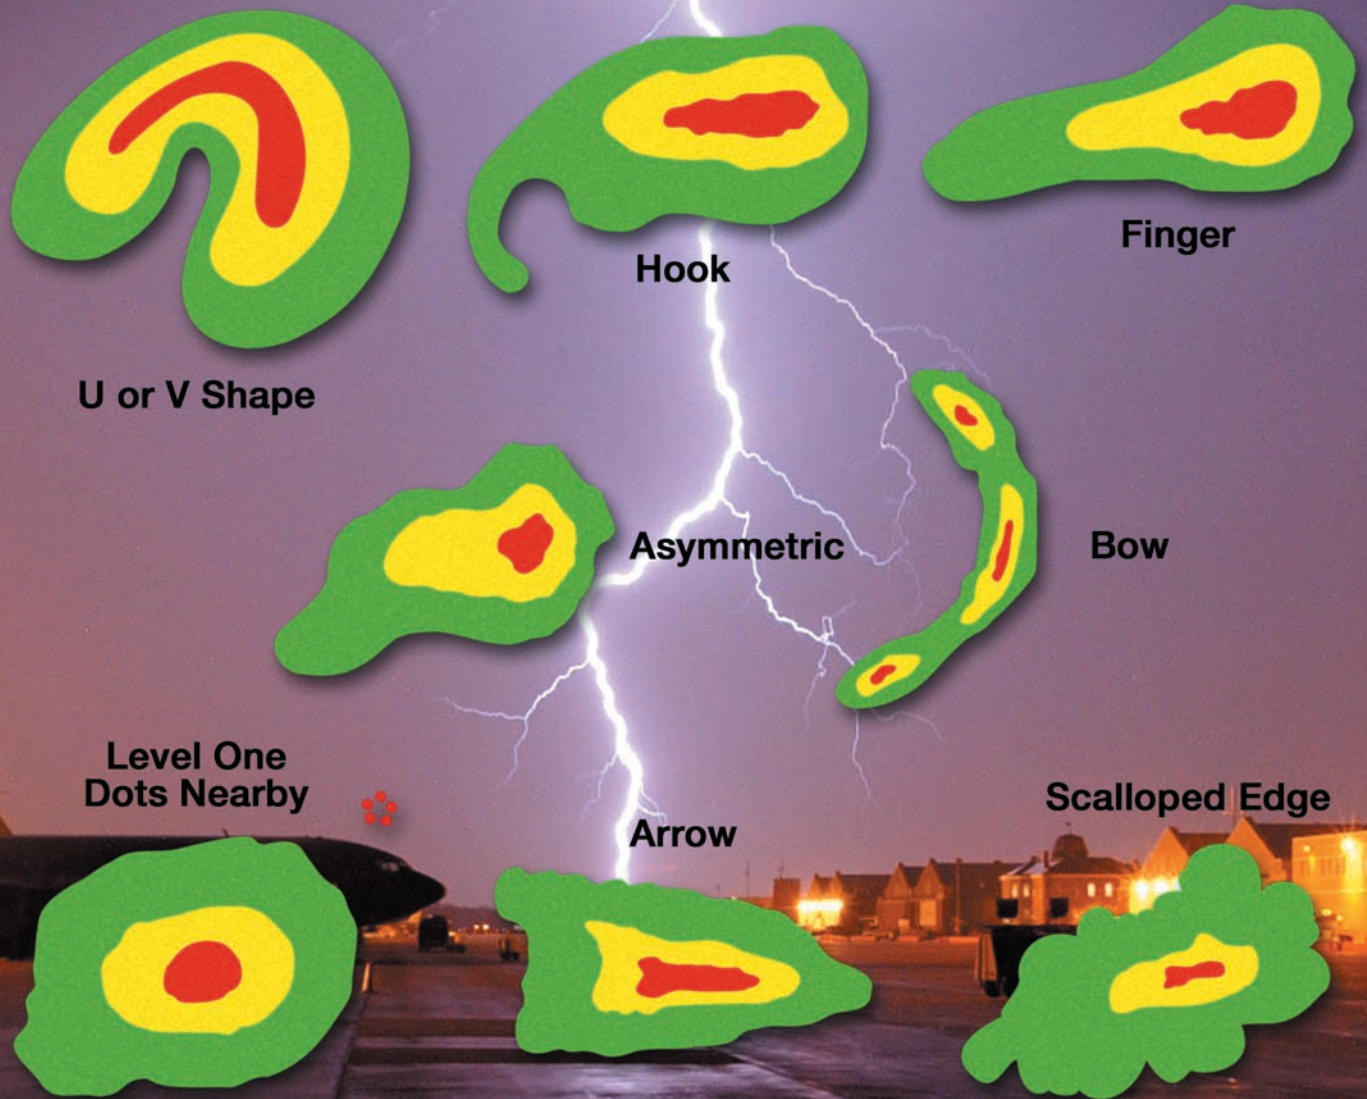 Hook
Finger
U or V Shape
Asymmetric
Bow
Level One
Dots Nearby
Arrow
Scalloped Edge